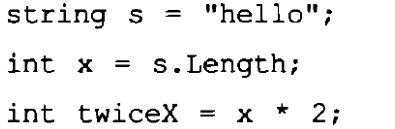 string s = "hello";
int x = s.Length;
int twiceX = x * 2;